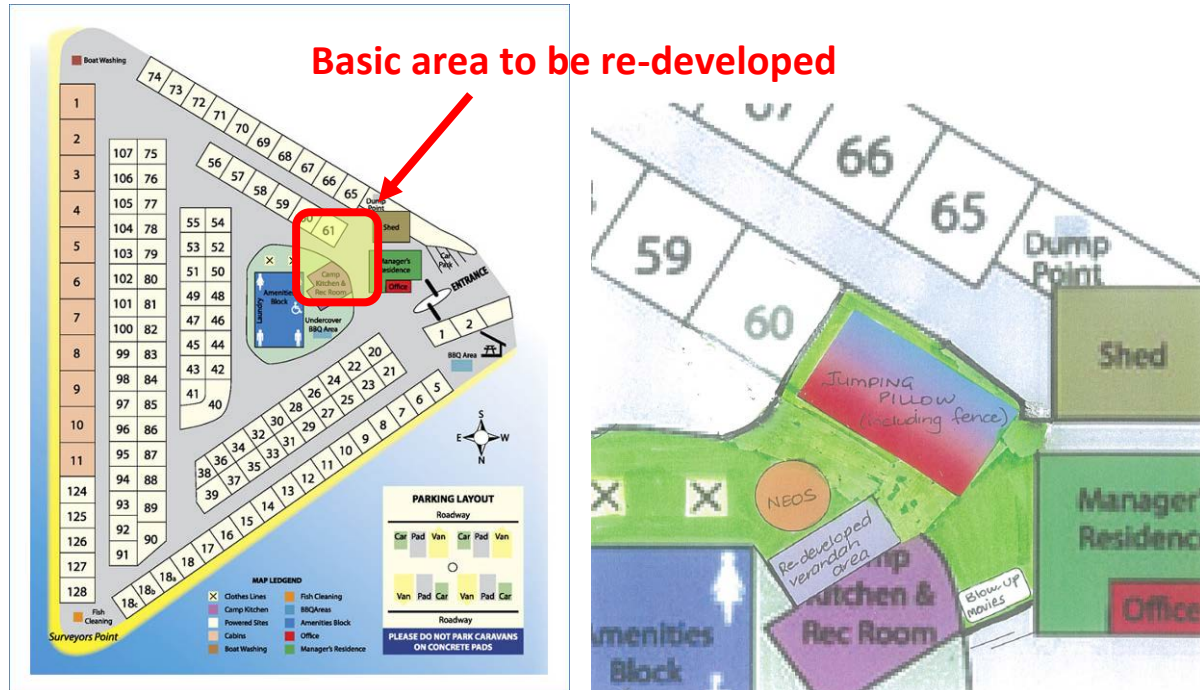 Basic area to be re-developed
Boat Washing
74
73
72
71
70
69
68
67
66
65
Dump
Point
Shed
1
2
3
4
5
6
7
8
9
10
11
124
125
126
127
128
107 75
106 76
105 77
104 78
103 79
102 80
101 81
100 82
99 83
98 84
97 85
96 86
95 87
94 88
93 89
92
91 90
56
57
58
59
60
61
55 54
53 52
51 50
49 48
47 46
45 44
43 42
41 40
X
Laundry
Amenities
Block
Camp
Kitchen &
Rec Room
Undercover
BBQ Area
Manager's
Residence
Office
Car
Park
ENTRANCE
1 2
BBQ Area
20
22 21
24 23
26 25
28 27
30 29
32 31
34 33
36 35
38 37
39
5
6
7
8
9
10
11
12
13
14
15
16
17
18
18a
18b
18c
S
E W
N
Fish
Cleaning
Surveyors Point
PARKING LAYOUT
Roadway
Car Pad Van Car Pad Van
Van Pad Car Van Pad Car
Roadway
PLEASE DO NOT PARK CARAVANS
ON CONCRETE PADS
MAP LEDGEND
X Clothes Lines
Camp Kitchen
Powered Sites
Cabins
Boat Washing
Fish Cleaning
BBQAreas
Amenities Block
Office
Manager's Residence
67
66
65
59
60
Dump
Point
Shed
JUMPING
PILLOW
(including fence)
X X
NEOS
Re-developed
verandah
area
Manager'
Residence
Office
Blow-up
movies
Kitchen &
Rec Room
Amenities
Block